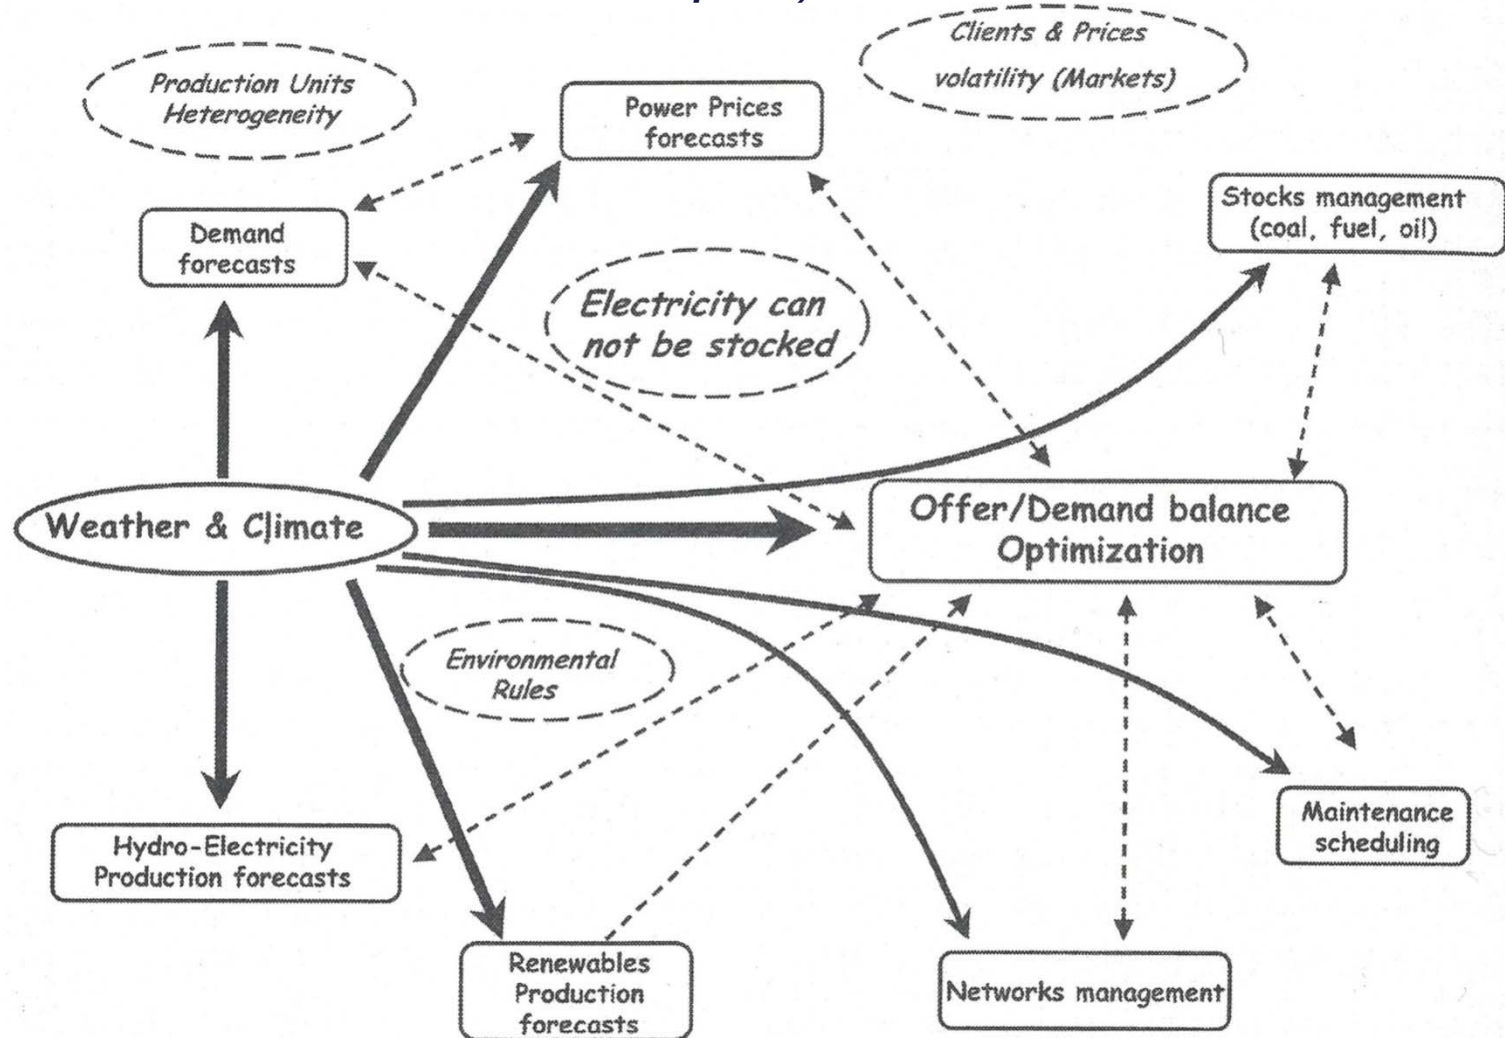 Clients & Prices
volatility (Markets)
Production Units
Heterogeneity
Power Prices
forecasts
Stocks management
(coal, fuel, oil)
Demand
forecasts
Electricity can
not be stocked
Weather & Climate
Offer/Demand balance
Optimization
Environmental
Rules
Maintenance
scheduling
Hydro-Electricity
Production forecasts
Renewables
Production
forecasts
Networks management